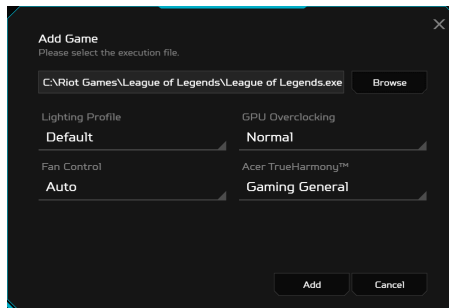 Add Game
Please select the execution file.
C:\Riot Games\League of Legends\League of Legends.exe Browse
Lighting Profile GPU Overclocking
Default Normal
Fan Control Acer TrueHarmony™
Auto Gaming General
Add Cancel